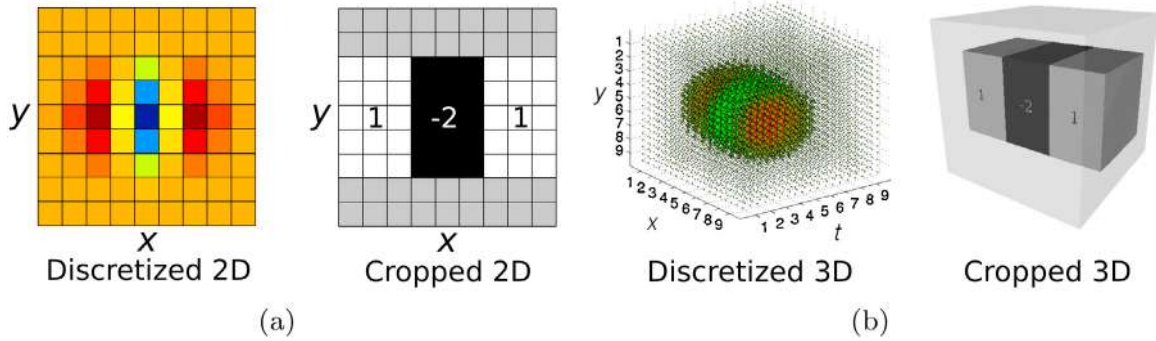 y
x
Discretized 2D
y
1
-2
1
x
Cropped 2D
(a)
y
1
2
3
4
5
6
7
8
9
1 2 3 4 5 6 7 8 9
x
1 2 3 4 5 6 7 8 9
t
Discretized 3D
1
-2
1
Cropped 3D
(b)